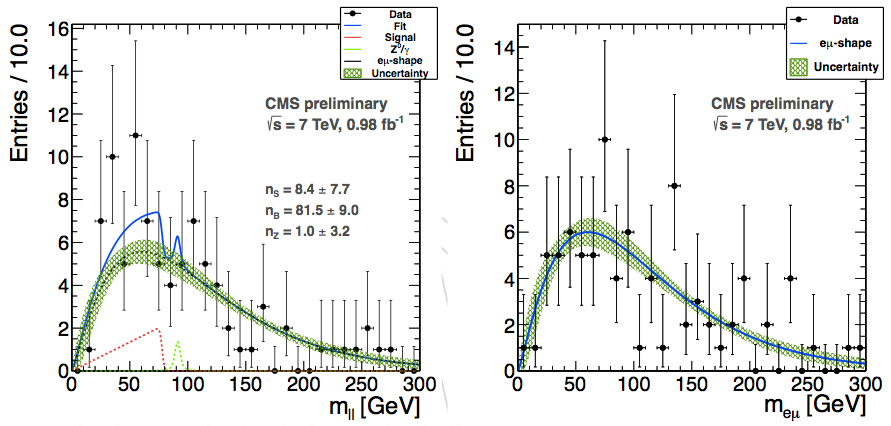 Entries / 10.0
16
14
12
10
8
6
4
2
0
0 50 100 150 200 250 300
m_ll [GeV]
Data
Fit
Signal
Z⁰/γ
eμ-shape
Uncertainty
CMS preliminary
√s = 7 TeV, 0.98 fb⁻¹
n_S = 8.4 ± 7.7
n_B = 81.5 ± 9.0
n_Z = 1.0 ± 3.2
Entries / 10.0
14
12
10
8
6
4
2
0
0 50 100 150 200 250 300
m_eμ [GeV]
Data
eμ-shape
Uncertainty
CMS preliminary
√s = 7 TeV, 0.98 fb⁻¹